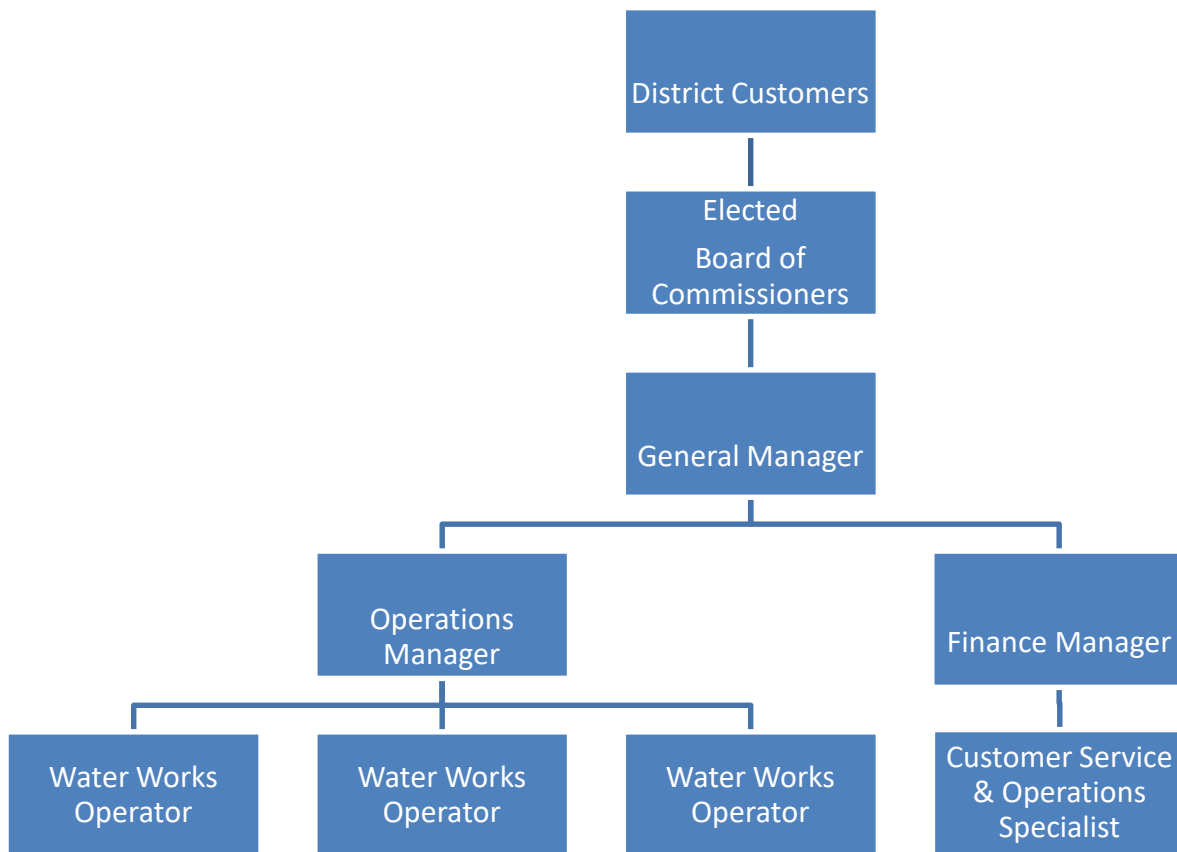 District Customers
Elected
Board of
Commissioners
General Manager
Operations
Manager
Finance Manager
Water Works
Operator
Water Works
Operator
Water Works
Operator
Customer Service
& Operations
Specialist